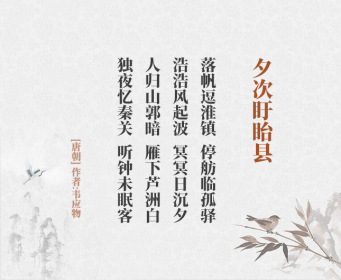 夕次盱眙县
落帆逗淮镇 停舫临孤驿
浩浩风起波 冥冥日沉夕
人归山郭暗 雁下芦洲白
独夜忆秦关 听钟未眠客
[唐朝] 作者:韦应物